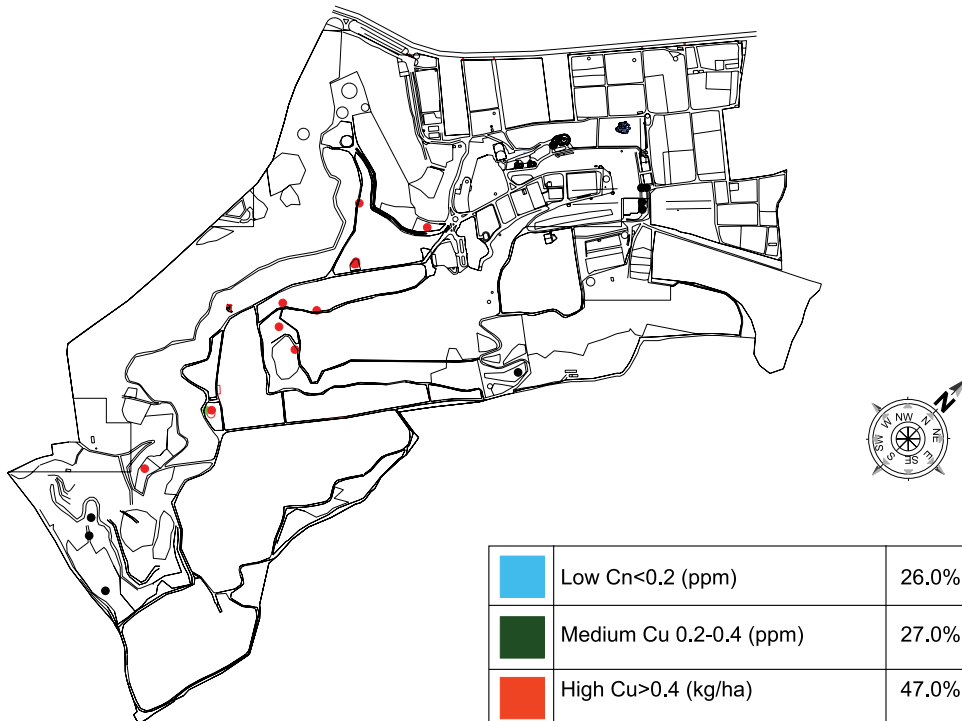 N
N
NW
W
SW
S
SE
E
NE
Low Cn<0.2 (ppm) 26.0%
Medium Cu 0.2-0.4 (ppm) 27.0%
High Cu>0.4 (kg/ha) 47.0%